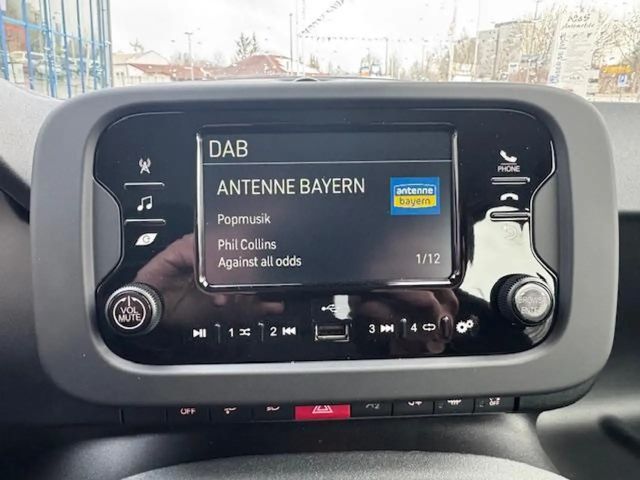 DAB
ANTENNE BAYERN
antenne
bayern
Popmusik
Phil Collins
Against all odds
1/12
PHONE
VOL
MUTE
BROWSE
ENTER
1
2
3
4
OFF